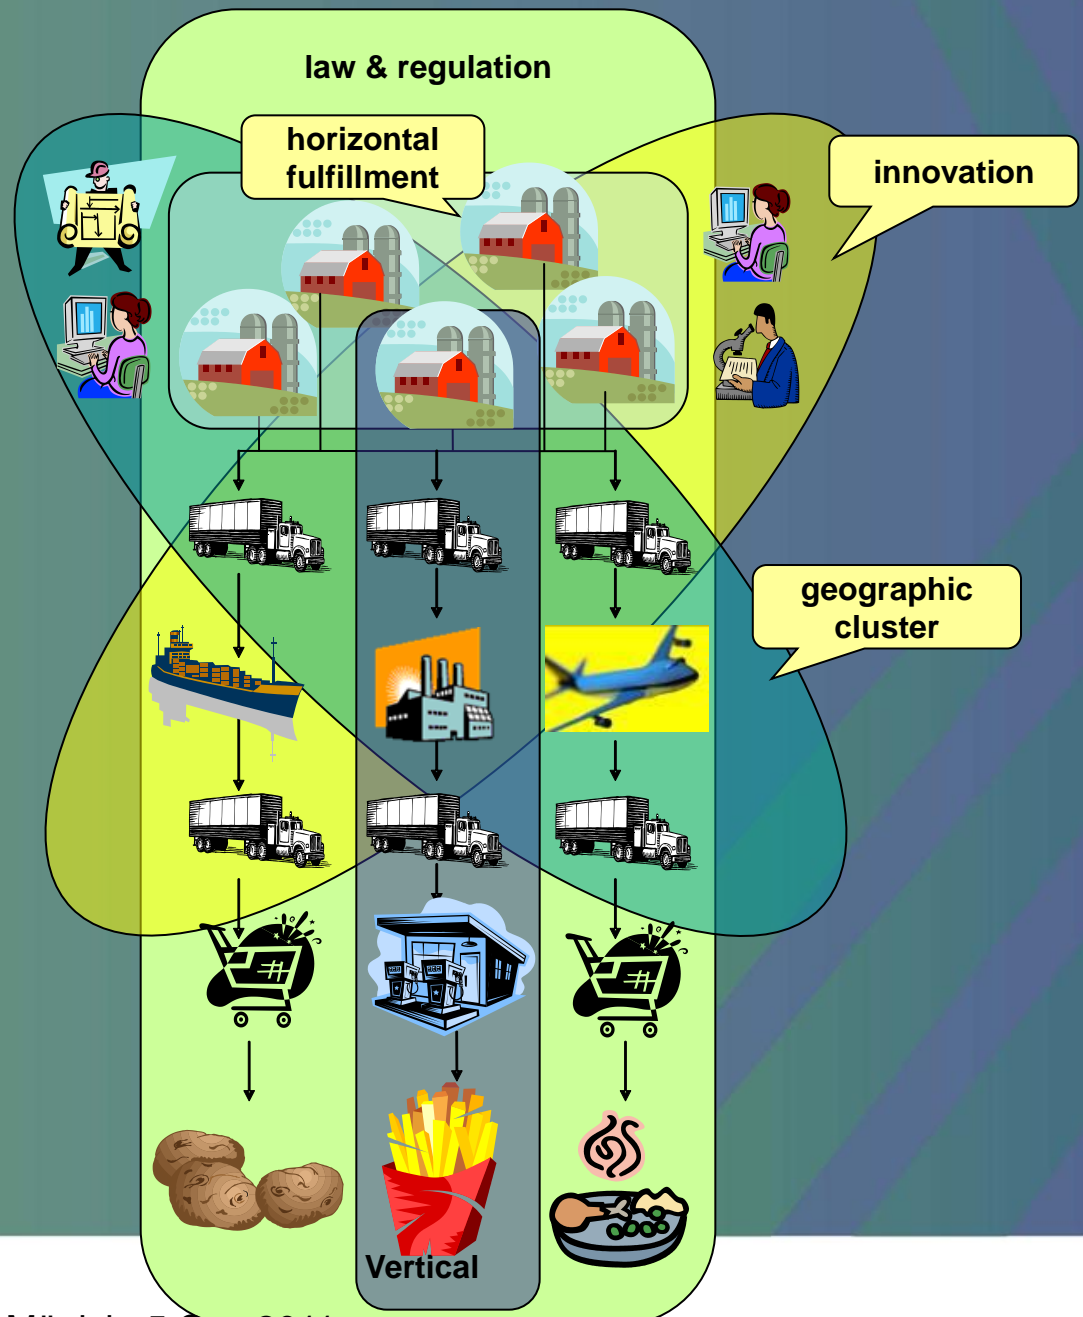 law & regulation
horizontal
fulfillment
innovation
geographic
cluster
Vertical